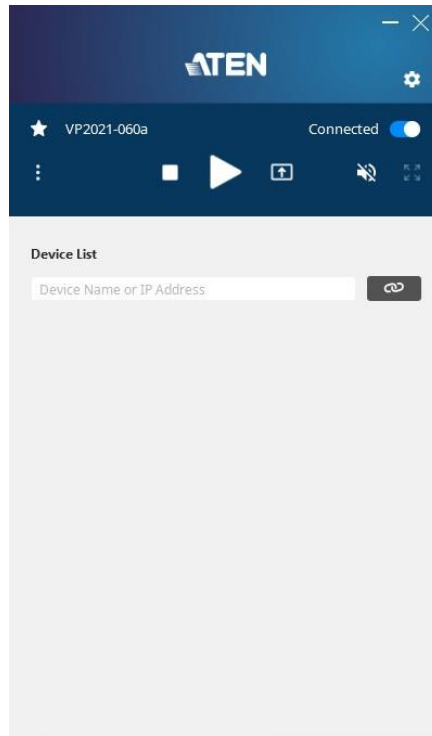 ATEN
VP2021-060a Connected
Device List
Device Name or IP Address